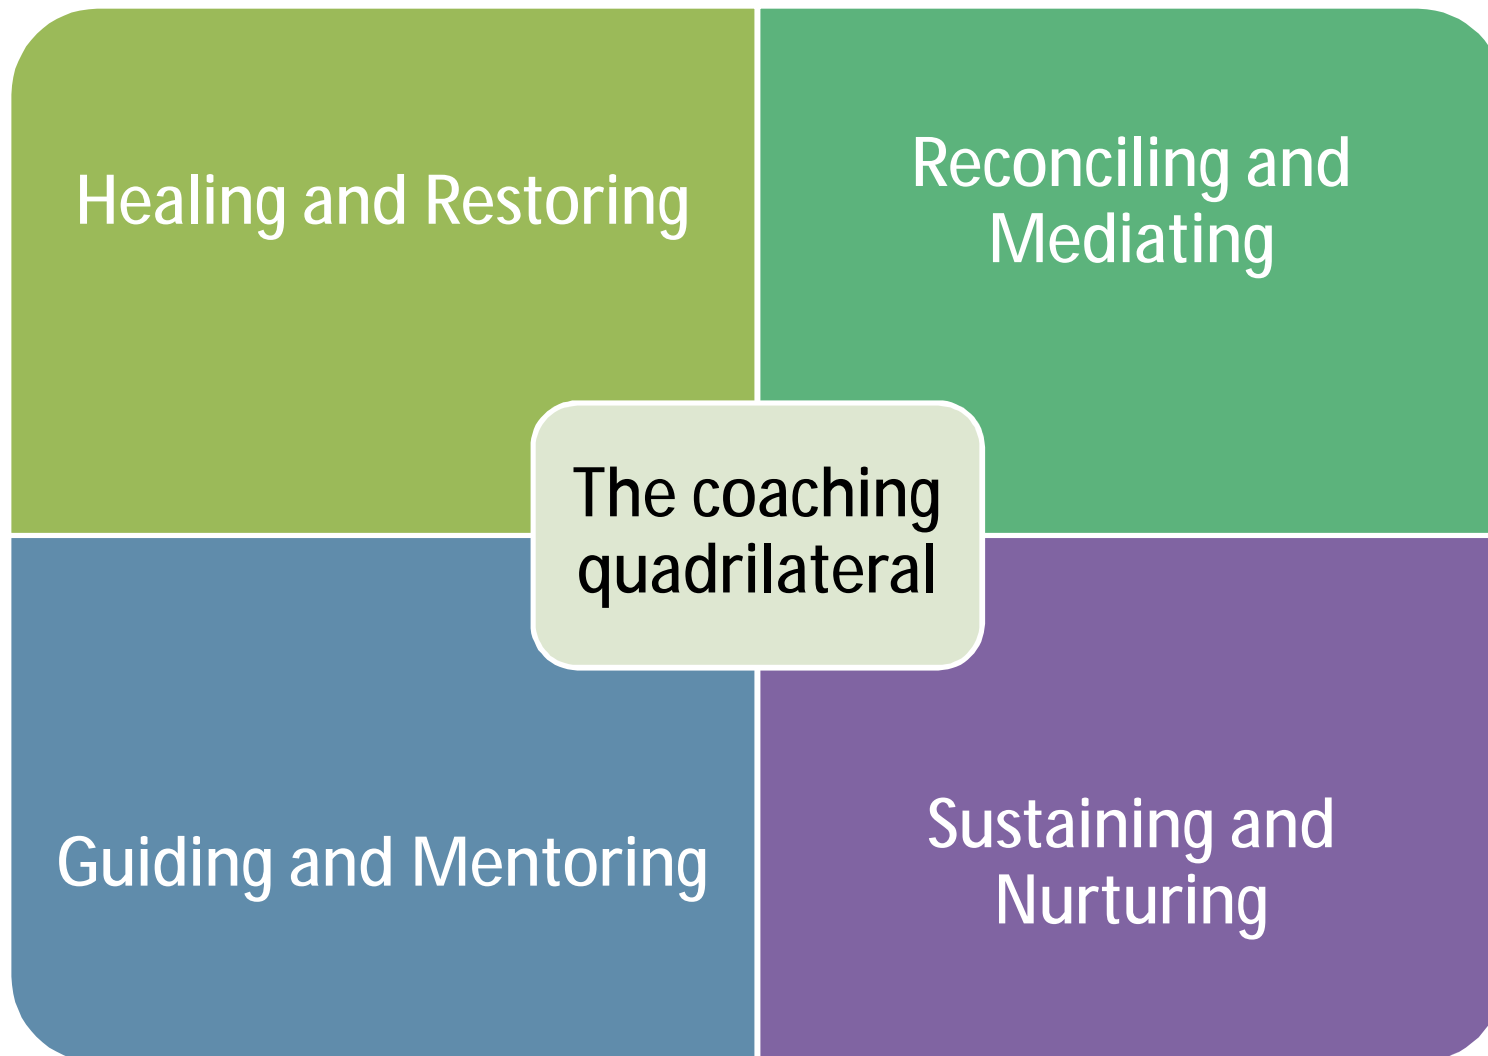 Healing and Restoring
Reconciling and
Mediating
The coaching
quadrilateral
Guiding and Mentoring
Sustaining and
Nurturing